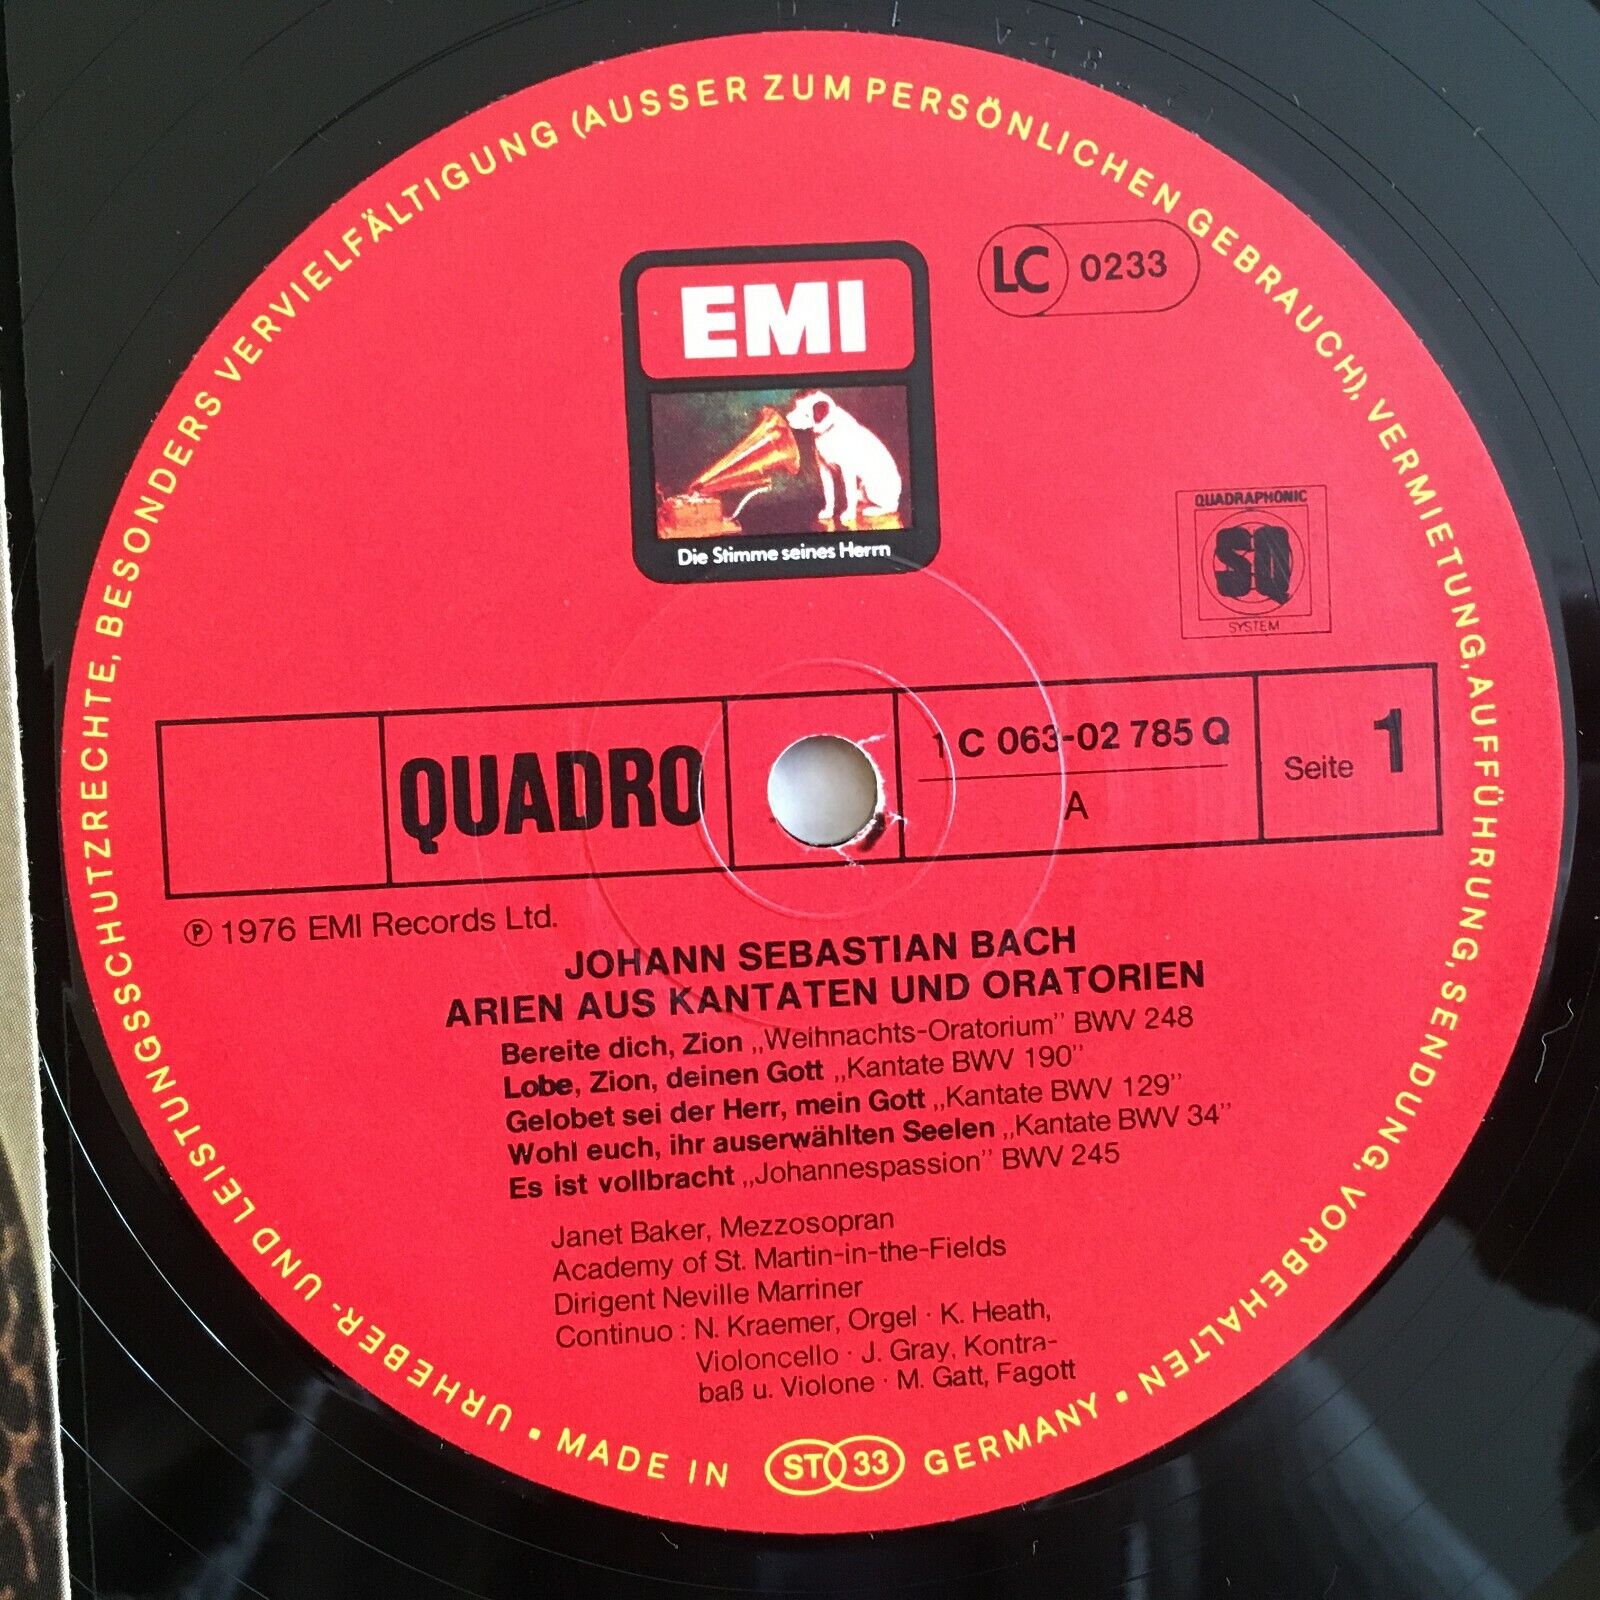 URHEBER- UND LEISTUNGSSCHUTZRECHTE, BESONDERS VERVIELFÄLTIGUNG (AUSSER ZUM PERSÖNLICHEN GEBRAUCH), VERMIETUNG, AUFFÜHRUNG, SENDUNG, VORBEHALTEN ·
EMI
LC 0233
Die Stimme seines Herrn
QUADRAPHONIC
SQ
SYSTEM
QUADRO
1 C 063-02 785 Q
A
Seite 1
℗ 1976 EMI Records Ltd.
JOHANN SEBASTIAN BACH
ARIEN AUS KANTATEN UND ORATORIEN
Bereite dich, Zion „Weihnachts-Oratorium” BWV 248
Lobe, Zion, deinen Gott „Kantate BWV 190”
Gelobet sei der Herr, mein Gott „Kantate BWV 129”
Wohl euch, ihr auserwählten Seelen „Kantate BWV 34”
Es ist vollbracht „Johannespassion” BWV 245
Janet Baker, Mezzosopran
Academy of St. Martin-in-the-Fields
Dirigent Neville Marriner
Continuo : N. Kraemer, Orgel · K. Heath,
Violoncello · J. Gray, Kontra-
baß u. Violone · M. Gatt, Fagott
· MADE IN ST 33 GERMANY